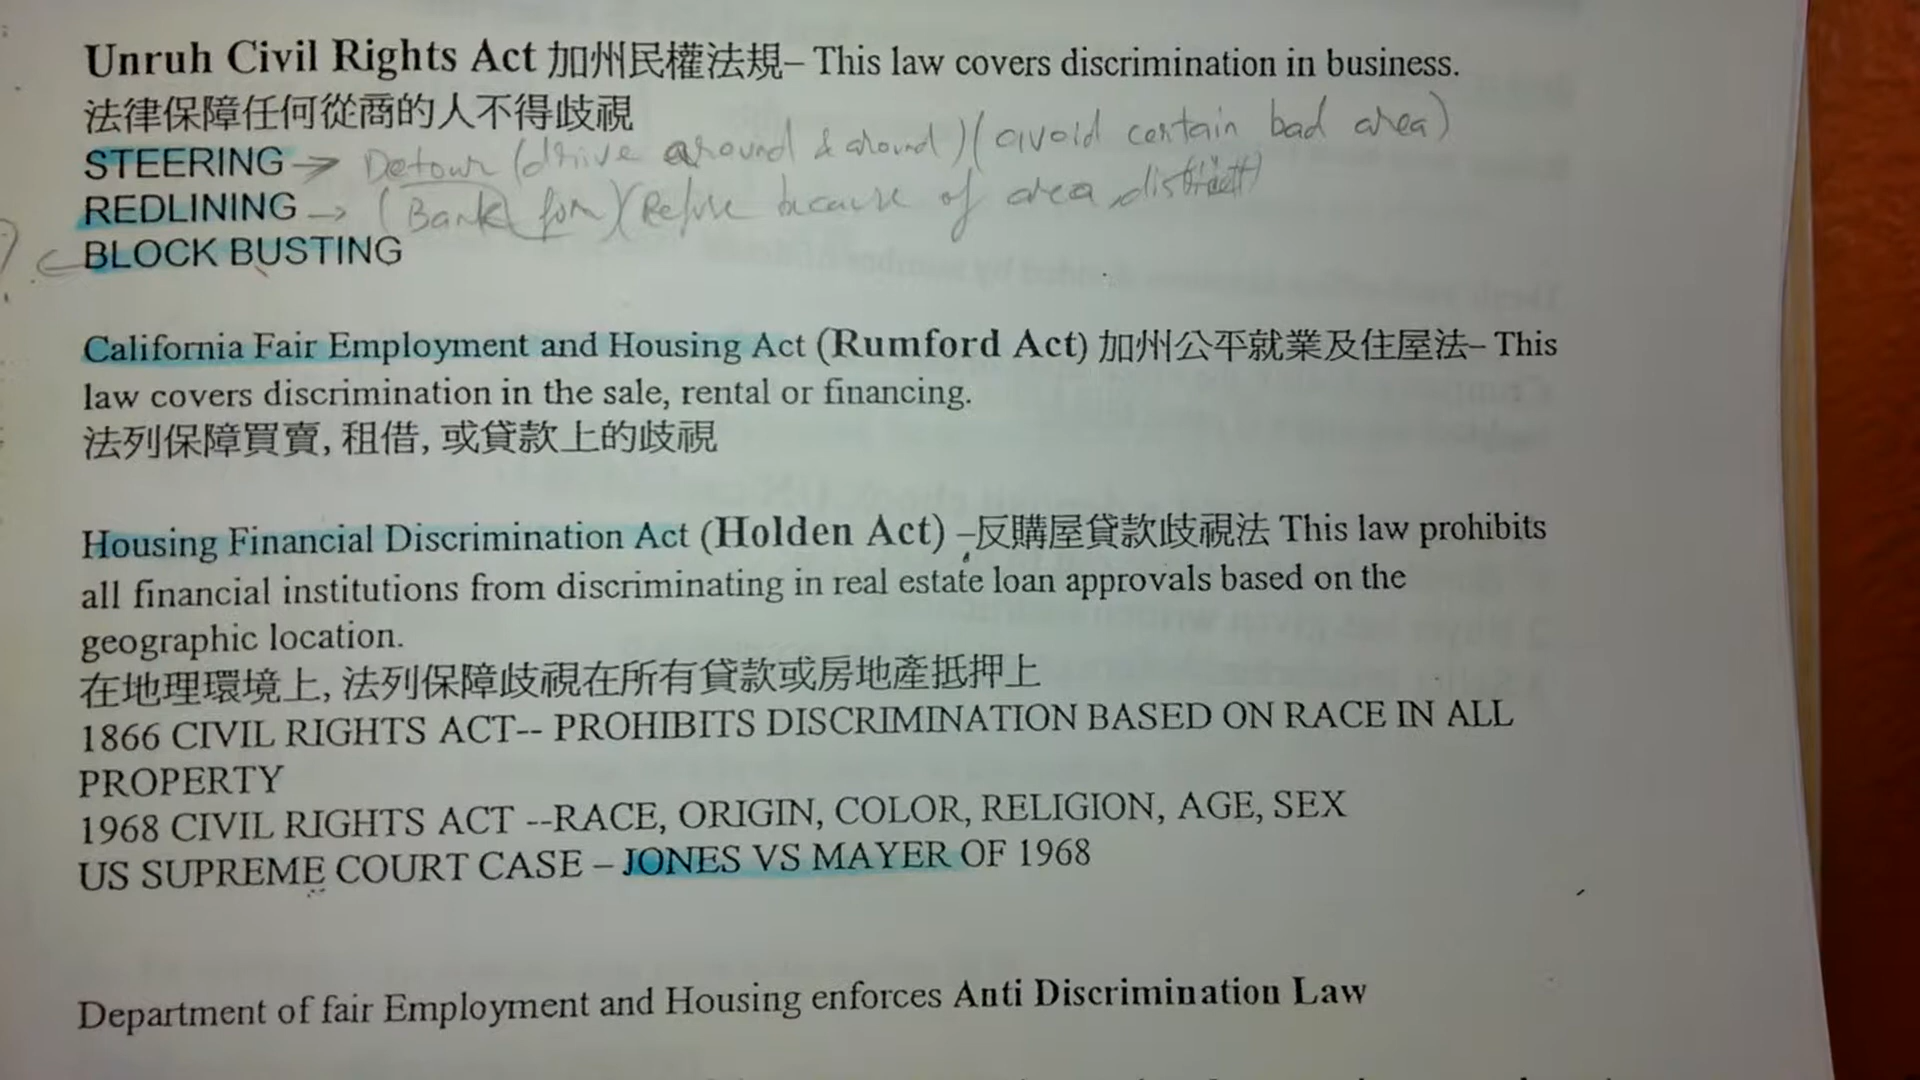 Unruh Civil Rights Act 加州民權法規– This law covers discrimination in business.
法律保障任何從商的人不得歧視
STEERING → Detour (drive around & around) (avoid certain bad area)
REDLINING → (Bank for) (Refuse because of area, district)
? BLOCK BUSTING
California Fair Employment and Housing Act (Rumford Act) 加州公平就業及住屋法– This
law covers discrimination in the sale, rental or financing.
法列保障買賣, 租借, 或貸款上的歧視
Housing Financial Discrimination Act (Holden Act) –反購屋貸款歧視法 This law prohibits
all financial institutions from discriminating in real estate loan approvals based on the
geographic location.
在地理環境上, 法列保障歧視在所有貸款或房地產抵押上
1866 CIVIL RIGHTS ACT-- PROHIBITS DISCRIMINATION BASED ON RACE IN ALL
PROPERTY
1968 CIVIL RIGHTS ACT --RACE, ORIGIN, COLOR, RELIGION, AGE, SEX
US SUPREME COURT CASE – JONES VS MAYER OF 1968
Department of fair Employment and Housing enforces Anti Discrimination Law